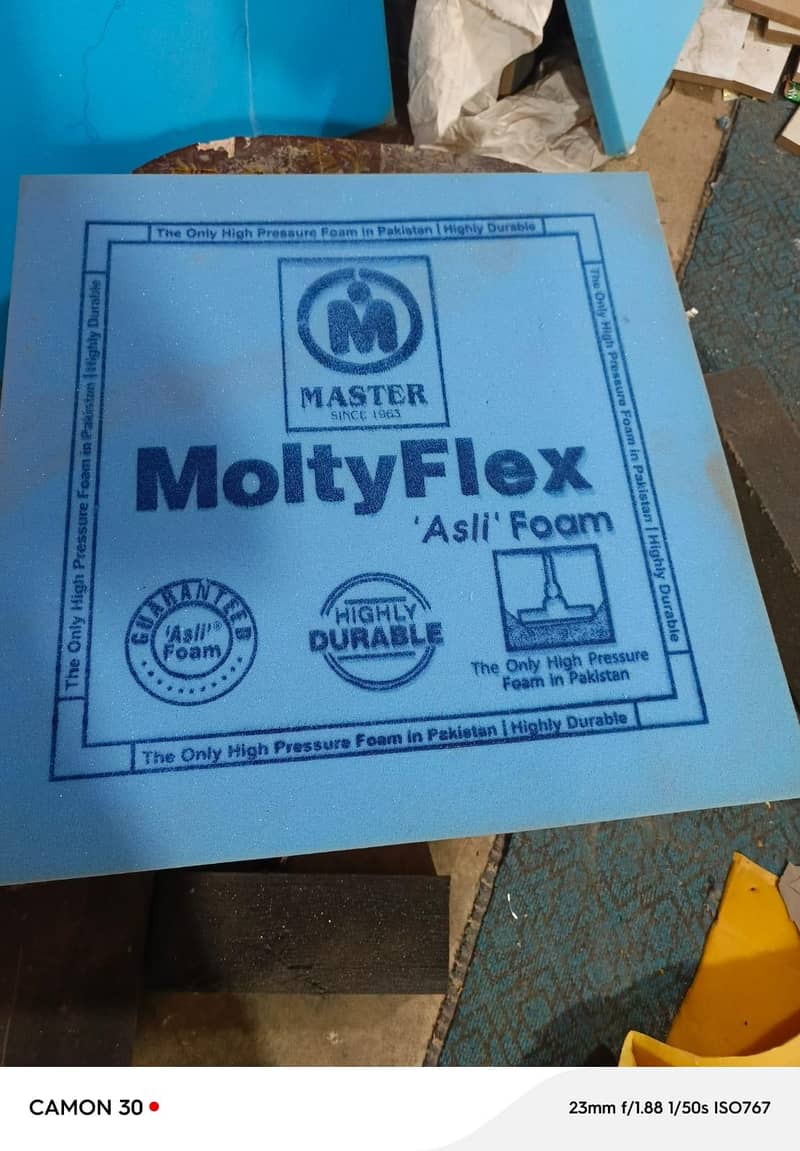 The Only High Pressure Foam in Pakistan | Highly Durable
The Only High Pressure Foam in Pakistan | Highly Durable
The Only High Pressure Foam in Pakistan | Highly Durable
M
MASTER
SINCE 1963
MoltyFlex
'Asli' Foam
GUARANTEED
'Asli'®
Foam
HIGHLY
DURABLE
The Only High Pressure
Foam in Pakistan
The Only High Pressure Foam in Pakistan | Highly Durable
CAMON 30
23mm f/1.88 1/50s ISO767